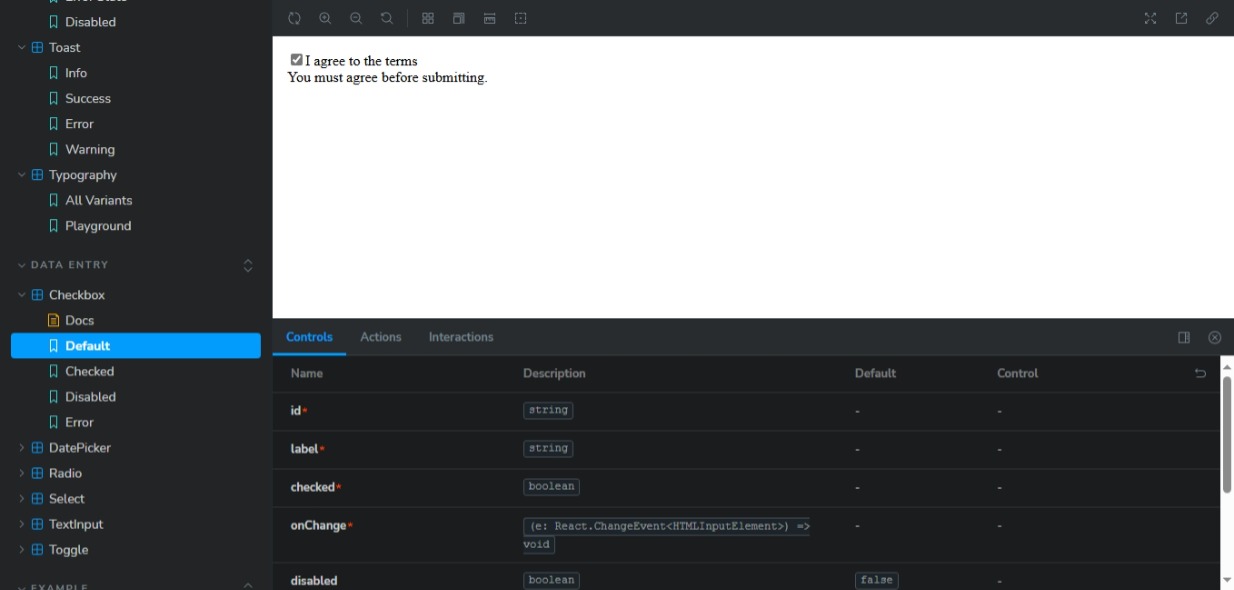 Disabled
Toast
Info
Success
Error
Warning
Typography
All Variants
Playground
DATA ENTRY
Checkbox
Docs
Default
Checked
Disabled
Error
DatePicker
Radio
Select
TextInput
Toggle
EXAMPLE
I agree to the terms
You must agree before submitting.
Controls Actions Interactions
Name Description Default Control
id* string - -
label* string - -
checked* boolean - -
onChange* (e: React.ChangeEvent<HTMLInputElement>) => - -
void
disabled boolean false -